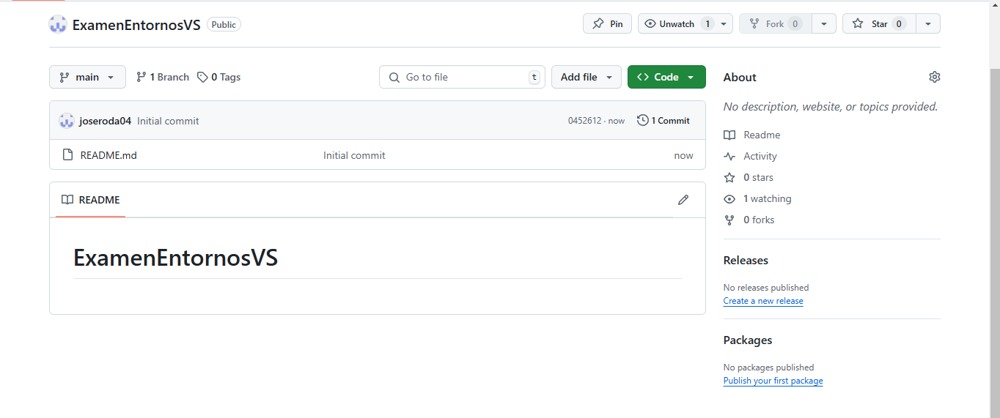 ExamenEntornosVS Public Pin Unwatch 1 Fork 0 Star 0
main 1 Branch 0 Tags Go to file t Add file Code
joseroda04 Initial commit 0452612 · now 1 Commit
README.md Initial commit now
README
ExamenEntornosVS
About
No description, website, or topics provided.
Readme
Activity
0 stars
1 watching
0 forks
Releases
No releases published
Create a new release
Packages
No packages published
Publish your first package